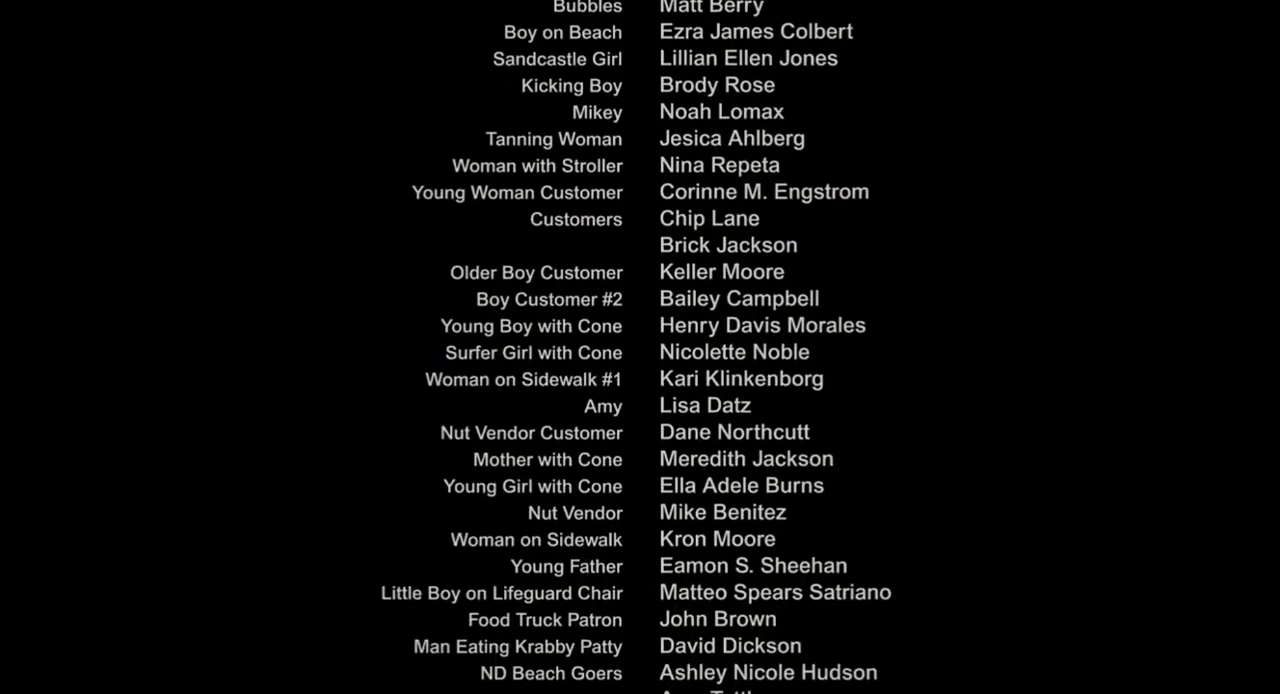 Bubbles Matt Berry
Boy on Beach Ezra James Colbert
Sandcastle Girl Lillian Ellen Jones
Kicking Boy Brody Rose
Mikey Noah Lomax
Tanning Woman Jesica Ahlberg
Woman with Stroller Nina Repeta
Young Woman Customer Corinne M. Engstrom
Customers Chip Lane
Brick Jackson
Older Boy Customer Keller Moore
Boy Customer #2 Bailey Campbell
Young Boy with Cone Henry Davis Morales
Surfer Girl with Cone Nicolette Noble
Woman on Sidewalk #1 Kari Klinkenborg
Amy Lisa Datz
Nut Vendor Customer Dane Northcutt
Mother with Cone Meredith Jackson
Young Girl with Cone Ella Adele Burns
Nut Vendor Mike Benitez
Woman on Sidewalk Kron Moore
Young Father Eamon S. Sheehan
Little Boy on Lifeguard Chair Matteo Spears Satriano
Food Truck Patron John Brown
Man Eating Krabby Patty David Dickson
ND Beach Goers Ashley Nicole Hudson